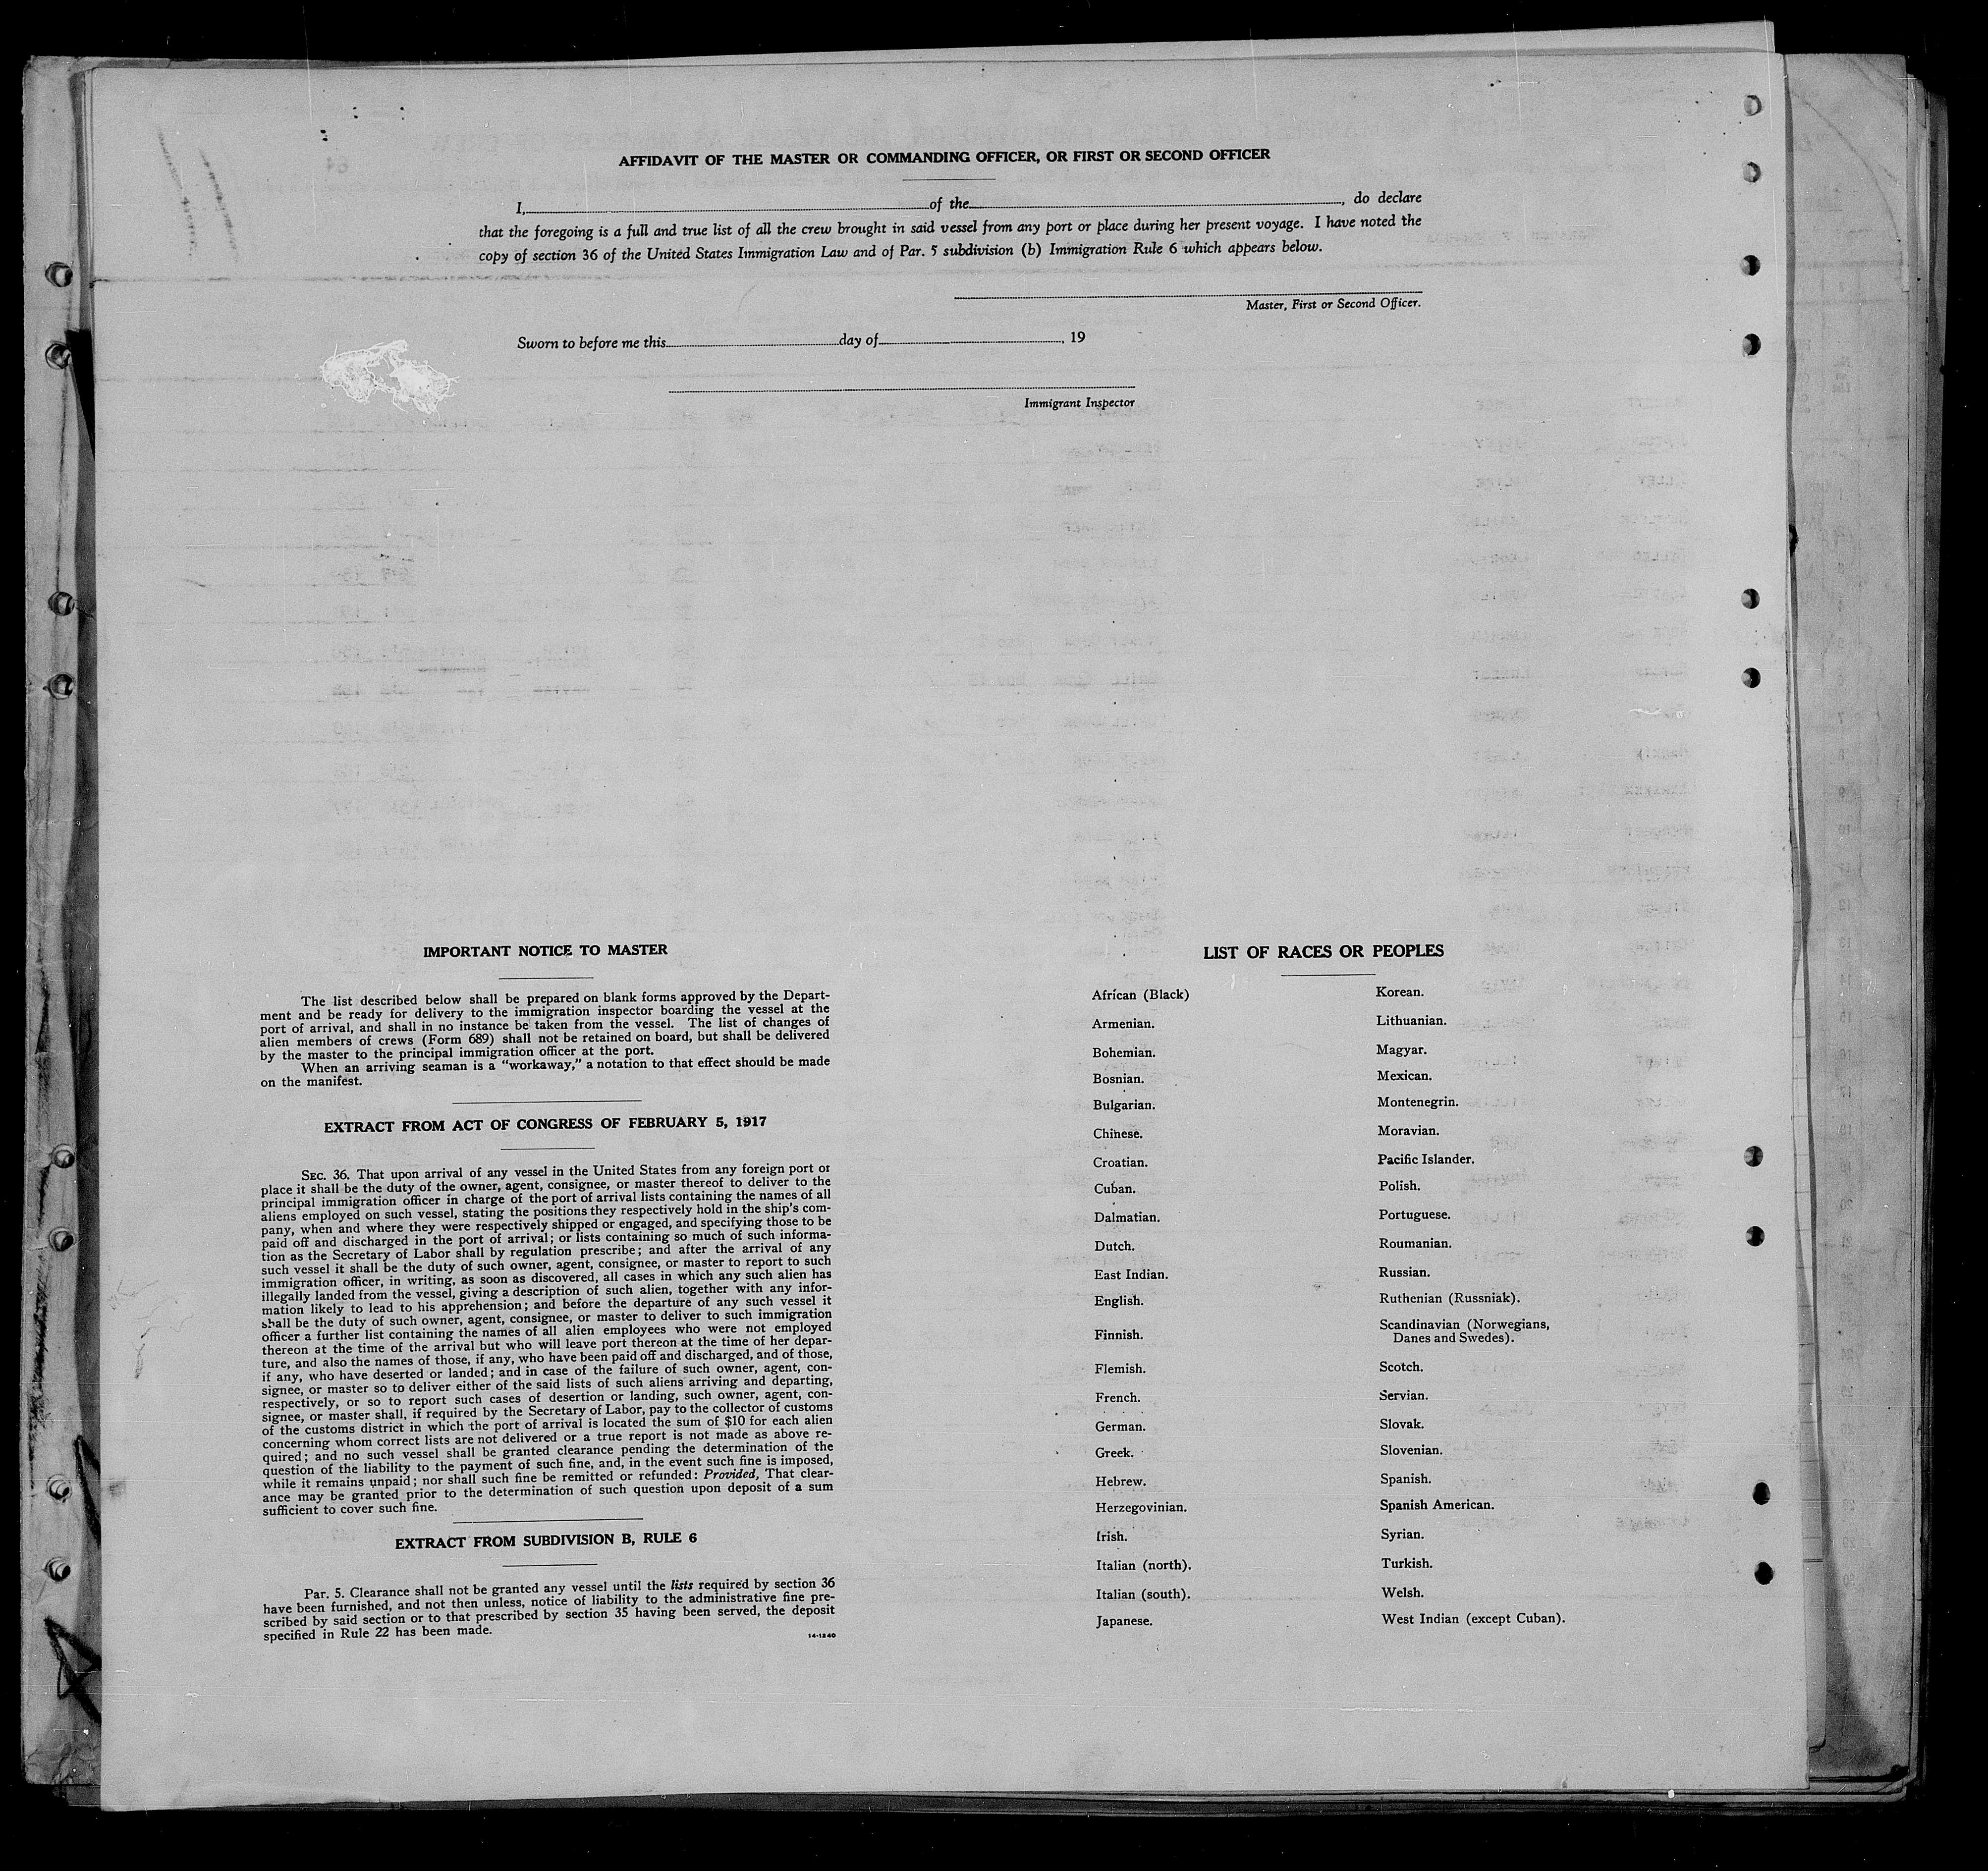 AFFIDAVIT OF THE MASTER OR COMMANDING OFFICER, OR FIRST OR SECOND OFFICER
I, of the , do declare
that the foregoing is a full and true list of all the crew brought in said vessel from any port or place during her present voyage. I have noted the
copy of section 36 of the United States Immigration Law and of Par. 5 subdivision (b) Immigration Rule 6 which appears below.
Master, First or Second Officer.
Sworn to before me this day of , 19
Immigrant Inspector
IMPORTANT NOTICE TO MASTER
The list described below shall be prepared on blank forms approved by the Depart-
ment and be ready for delivery to the immigration inspector boarding the vessel at the
port of arrival, and shall in no instance be taken from the vessel. The list of changes of
alien members of crews (Form 689) shall not be retained on board, but shall be delivered
by the master to the principal immigration officer at the port.
When an arriving seaman is a "workaway," a notation to that effect should be made
on the manifest.
EXTRACT FROM ACT OF CONGRESS OF FEBRUARY 5, 1917
SEC. 36. That upon arrival of any vessel in the United States from any foreign port or
place it shall be the duty of the owner, agent, consignee, or master thereof to deliver to the
principal immigration officer in charge of the port of arrival lists containing the names of all
aliens employed on such vessel, stating the positions they respectively hold in the ship's com-
pany, when and where they were respectively shipped or engaged, and specifying those to be
paid off and discharged in the port of arrival; or lists containing so much of such informa-
tion as the Secretary of Labor shall by regulation prescribe; and after the arrival of any
such vessel it shall be the duty of such owner, agent, consignee, or master to report to such
immigration officer, in writing, as soon as discovered, all cases in which any such alien has
illegally landed from the vessel, giving a description of such alien, together with any infor-
mation likely to lead to his apprehension; and before the departure of any such vessel it
shall be the duty of such owner, agent, consignee, or master to deliver to such immigration
officer a further list containing the names of all alien employees who were not employed
thereon at the time of the arrival but who will leave port thereon at the time of her depar-
ture, and also the names of those, if any, who have been paid off and discharged, and of those,
if any, who have deserted or landed; and in case of the failure of such owner, agent, con-
signee, or master so to deliver either of the said lists of such aliens arriving and departing,
respectively, or so to report such cases of desertion or landing, such owner, agent, con-
signee, or master shall, if required by the Secretary of Labor, pay to the collector of customs
of the customs district in which the port of arrival is located the sum of $10 for each alien
concerning whom correct lists are not delivered or a true report is not made as above re-
quired; and no such vessel shall be granted clearance pending the determination of the
question of the liability to the payment of such fine, and, in the event such fine is imposed,
while it remains unpaid; nor shall such fine be remitted or refunded: Provided, That clear-
ance may be granted prior to the determination of such question upon deposit of a sum
sufficient to cover such fine.
EXTRACT FROM SUBDIVISION B, RULE 6
Par. 5. Clearance shall not be granted any vessel until the lists required by section 36
have been furnished, and not then unless, notice of liability to the administrative fine pre-
scribed by said section or to that prescribed by section 35 having been served, the deposit
specified in Rule 22 has been made.
14-1240
LIST OF RACES OR PEOPLES
African (Black)
Armenian.
Bohemian.
Bosnian.
Bulgarian.
Chinese.
Croatian.
Cuban.
Dalmatian.
Dutch.
East Indian.
English.
Finnish.
Flemish.
French.
German.
Greek.
Hebrew.
Herzegovinian.
Irish.
Italian (north).
Italian (south).
Japanese.
Korean.
Lithuanian.
Magyar.
Mexican.
Montenegrin.
Moravian.
Pacific Islander.
Polish.
Portuguese.
Roumanian.
Russian.
Ruthenian (Russniak).
Scandinavian (Norwegians,
Danes and Swedes).
Scotch.
Servian.
Slovak.
Slovenian.
Spanish.
Spanish American.
Syrian.
Turkish.
Welsh.
West Indian (except Cuban).